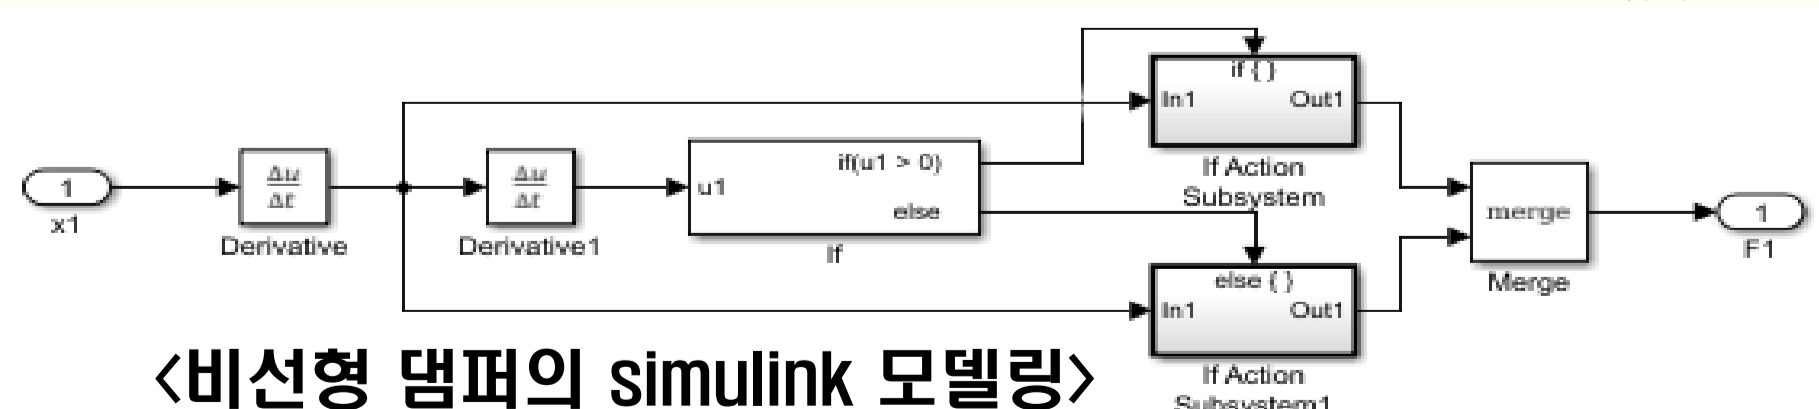 1
x1
Δu
Δt
Derivative
Δu
Δt
Derivative1
u1
if(u1 > 0)
else
If
if { }
In1
Out1
If Action
Subsystem
else { }
In1
Out1
If Action
Subsystem1
merge
Merge
1
F1
<비선형 댐퍼의 simulink 모델링>